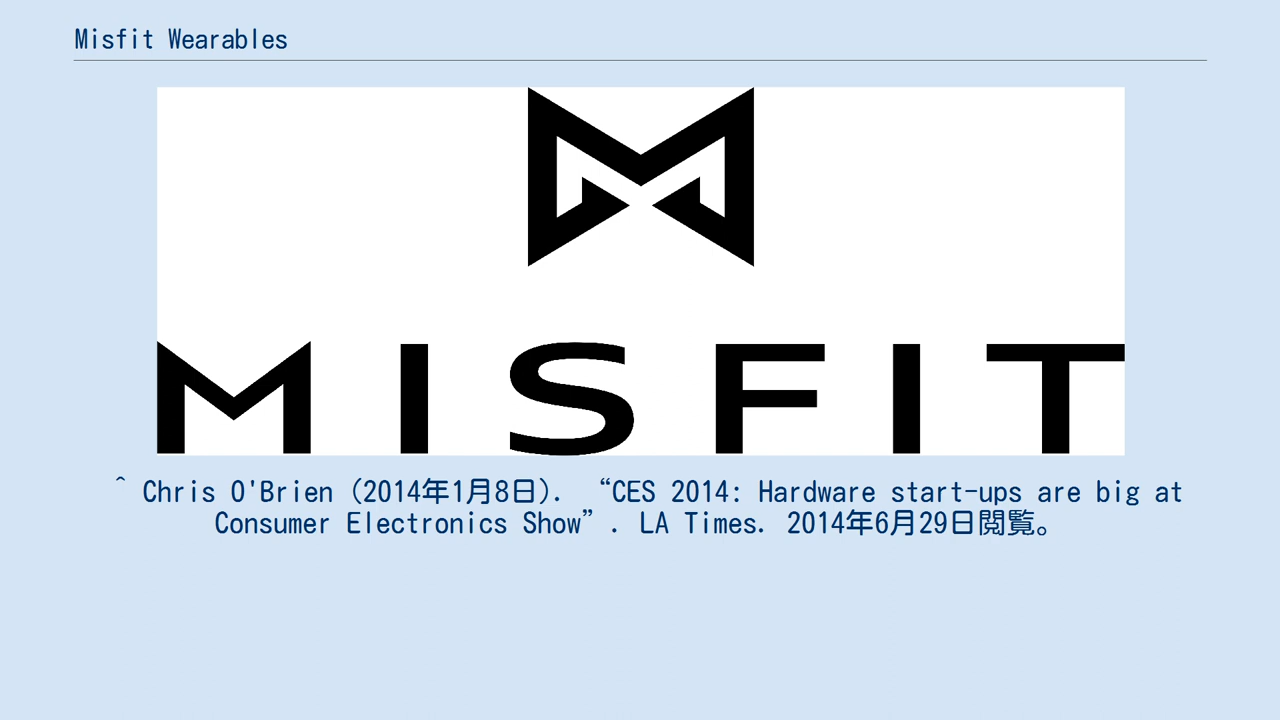 Misfit Wearables
MISFIT
^ Chris O'Brien (2014年1月8日). “CES 2014: Hardware start-ups are big at
Consumer Electronics Show”. LA Times. 2014年6月29日閲覧。